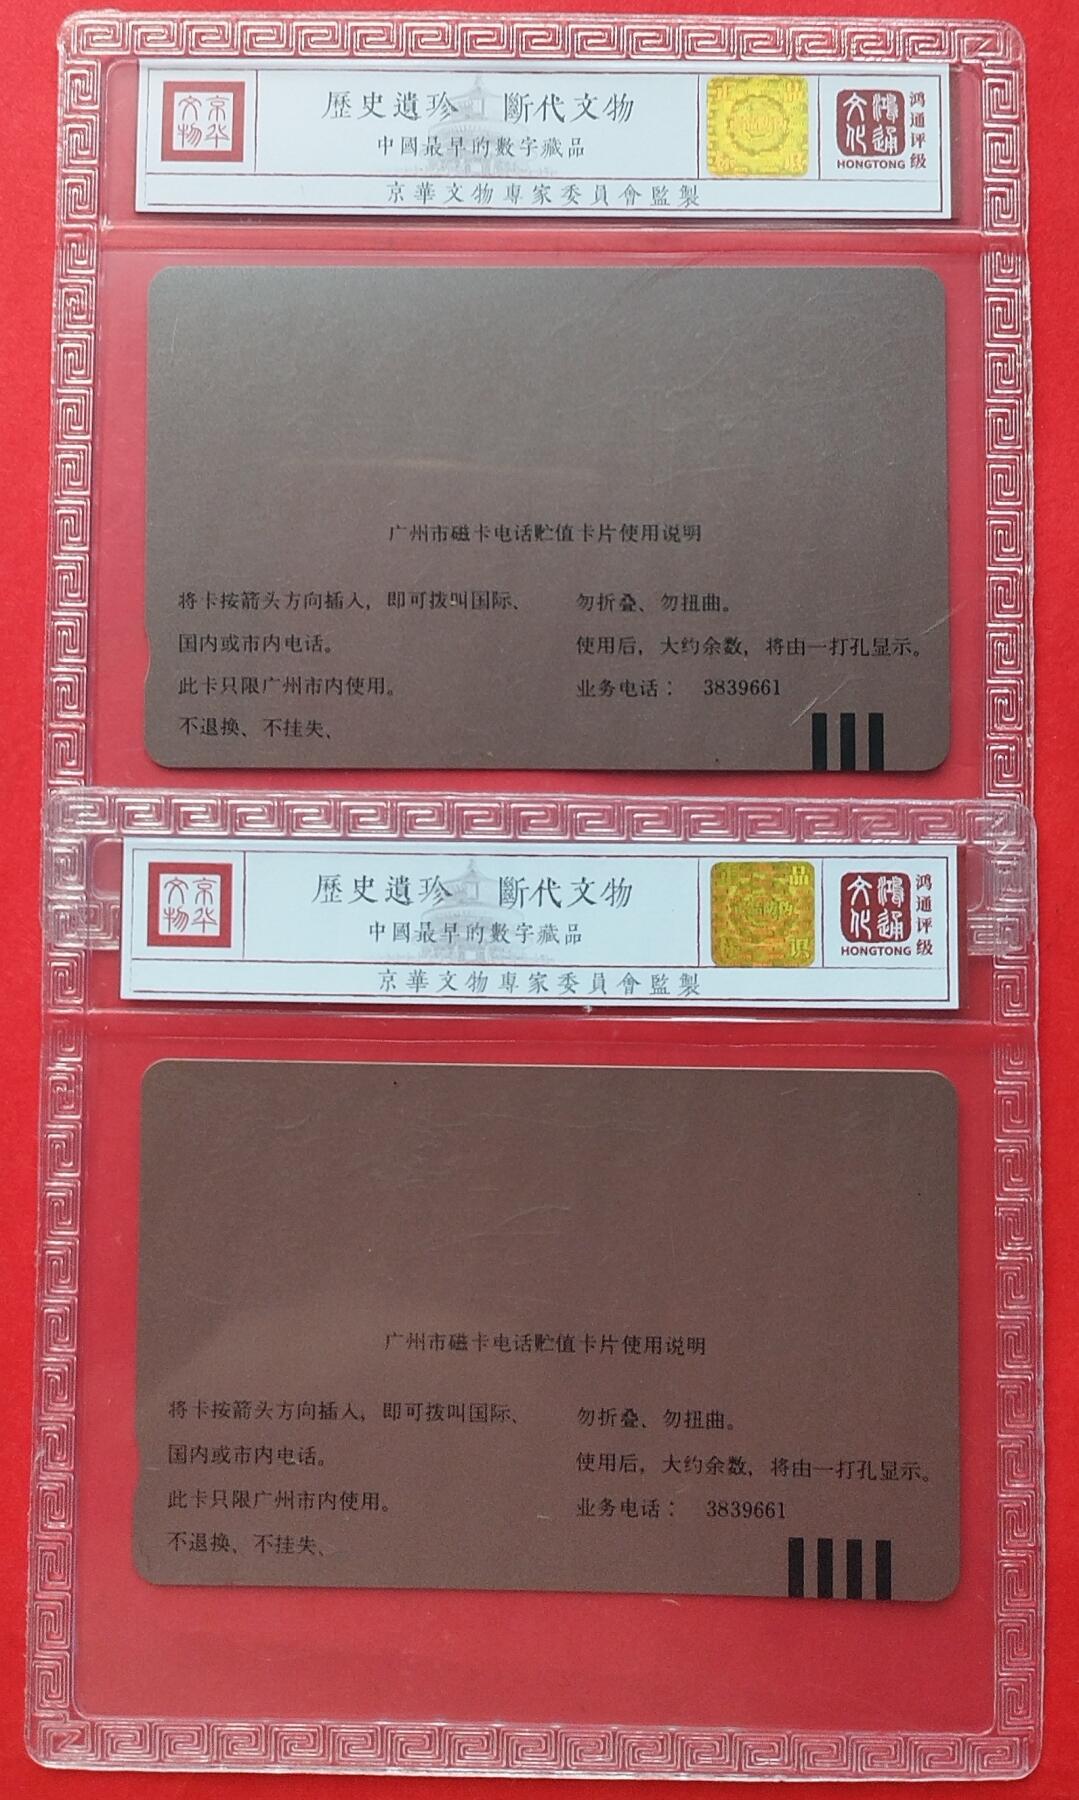 京华
文物
歷史遺珍 斷代文物
中國最早的數字藏品
京華文物專家委員會監製
鴻通
文化
HONGTONG
鸿通评级
广州市磁卡电话贮值卡片使用说明
将卡按箭头方向插入，即可拨叫国际、
国内或市内电话。
此卡只限广州市内使用。
不退换、不挂失、
勿折叠、勿扭曲。
使用后，大约余数，将由一打孔显示。
业务电话： 3839661
京华
文物
歷史遺珍 斷代文物
中國最早的數字藏品
京華文物專家委員會監製
鴻通
文化
HONGTONG
鸿通评级
广州市磁卡电话贮值卡片使用说明
将卡按箭头方向插入，即可拨叫国际、
国内或市内电话。
此卡只限广州市内使用。
不退换、不挂失、
勿折叠、勿扭曲。
使用后，大约余数，将由一打孔显示。
业务电话： 3839661